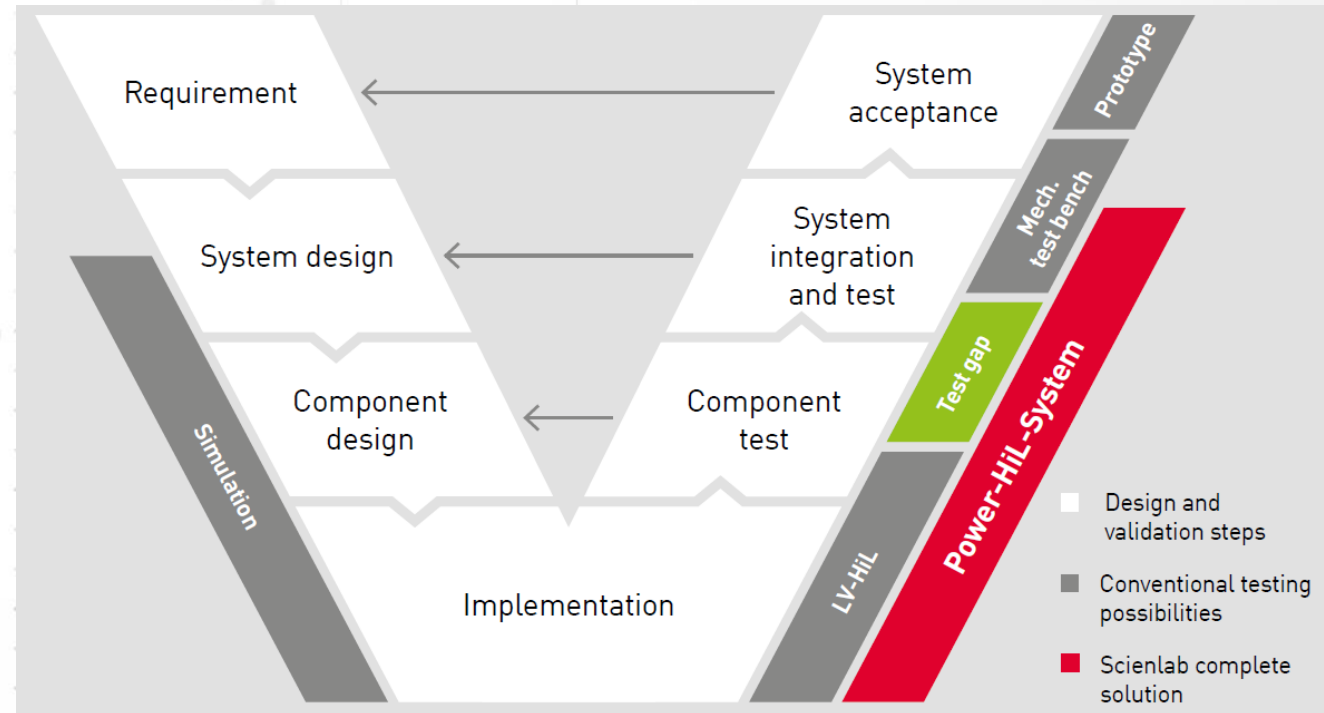 Requirement
System
acceptance
Prototype
System design
System
integration
and test
Mech.
test bench
Component
design
Component
test
Test gap
Simulation
Implementation
LV-HiL
Power-HiL-System
Design and
validation steps
Conventional testing
possibilities
Scienlab complete
solution